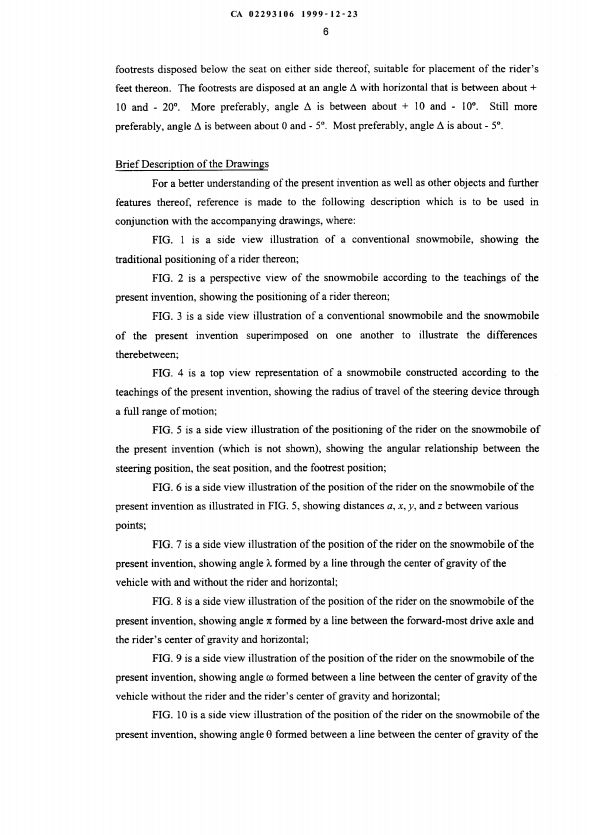 CA 02293106 1999-12-23
6
footrests disposed below the seat on either side thereof, suitable for placement of the rider's
feet thereon. The footrests are disposed at an angle Δ with horizontal that is between about +
10 and - 20°. More preferably, angle Δ is between about + 10 and - 10°. Still more
preferably, angle Δ is between about 0 and - 5°. Most preferably, angle Δ is about - 5°.
Brief Description of the Drawings
For a better understanding of the present invention as well as other objects and further
features thereof, reference is made to the following description which is to be used in
conjunction with the accompanying drawings, where:
FIG. 1 is a side view illustration of a conventional snowmobile, showing the
traditional positioning of a rider thereon;
FIG. 2 is a perspective view of the snowmobile according to the teachings of the
present invention, showing the positioning of a rider thereon;
FIG. 3 is a side view illustration of a conventional snowmobile and the snowmobile
of the present invention superimposed on one another to illustrate the differences
therebetween;
FIG. 4 is a top view representation of a snowmobile constructed according to the
teachings of the present invention, showing the radius of travel of the steering device through
a full range of motion;
FIG. 5 is a side view illustration of the positioning of the rider on the snowmobile of
the present invention (which is not shown), showing the angular relationship between the
steering position, the seat position, and the footrest position;
FIG. 6 is a side view illustration of the position of the rider on the snowmobile of the
present invention as illustrated in FIG. 5, showing distances a, x, y, and z between various
points;
FIG. 7 is a side view illustration of the position of the rider on the snowmobile of the
present invention, showing angle λ formed by a line through the center of gravity of the
vehicle with and without the rider and horizontal;
FIG. 8 is a side view illustration of the position of the rider on the snowmobile of the
present invention, showing angle π formed by a line between the forward-most drive axle and
the rider's center of gravity and horizontal;
FIG. 9 is a side view illustration of the position of the rider on the snowmobile of the
present invention, showing angle ω formed between a line between the center of gravity of the
vehicle without the rider and the rider's center of gravity and horizontal;
FIG. 10 is a side view illustration of the position of the rider on the snowmobile of the
present invention, showing angle θ formed between a line between the center of gravity of the